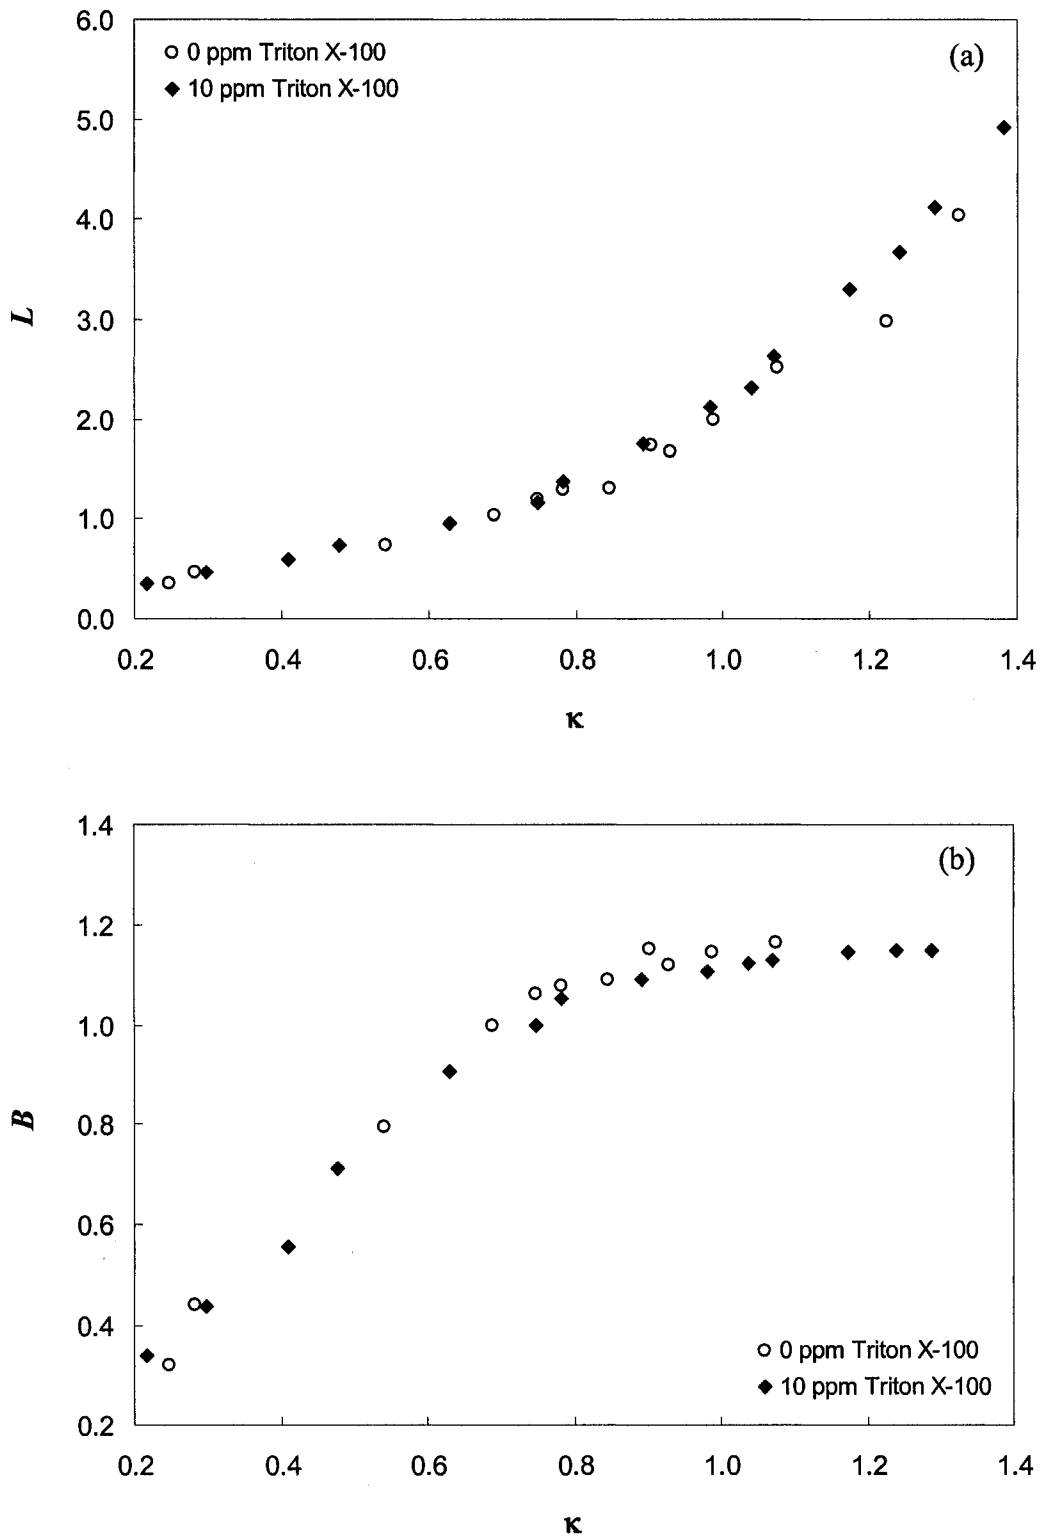 6.0
○ 0 ppm Triton X-100
(a)
◆ 10 ppm Triton X-100
5.0
4.0
L
3.0
2.0
1.0
0.0
0.2 0.4 0.6 0.8 1.0 1.2 1.4
κ
1.4
(b)
1.2
1.0
B
0.8
0.6
0.4
○ 0 ppm Triton X-100
◆ 10 ppm Triton X-100
0.2
0.2 0.4 0.6 0.8 1.0 1.2 1.4
κ